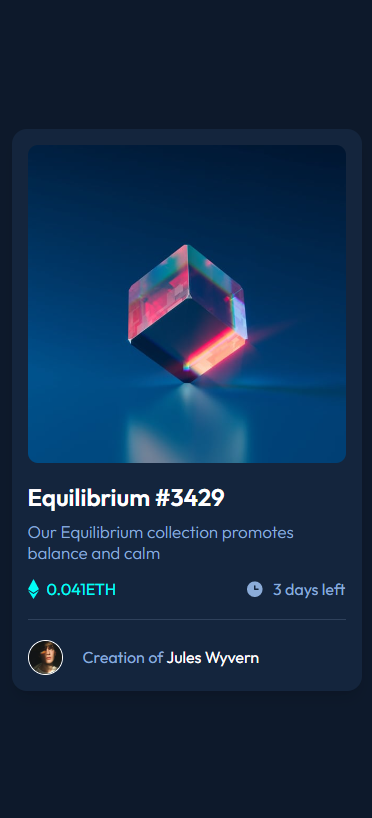 Equilibrium #3429
Our Equilibrium collection promotes
balance and calm
0.041ETH
3 days left
Creation of Jules Wyvern